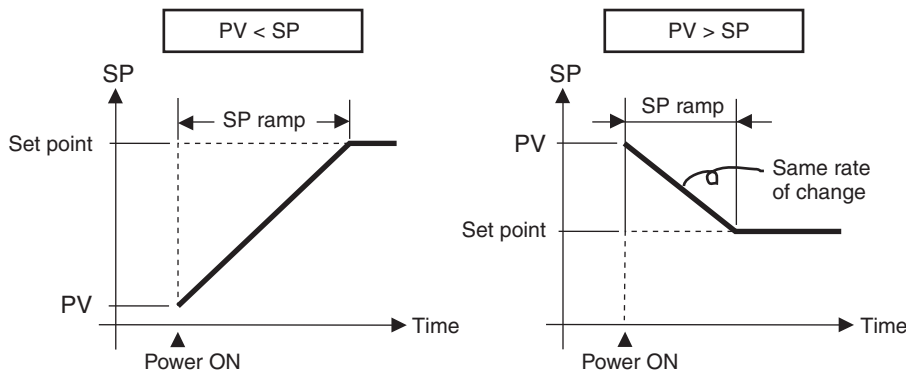 PV < SP
SP
SP ramp
Set point
PV
Time
Power ON
PV > SP
SP
SP ramp
PV
Same rate
of change
Set point
Time
Power ON